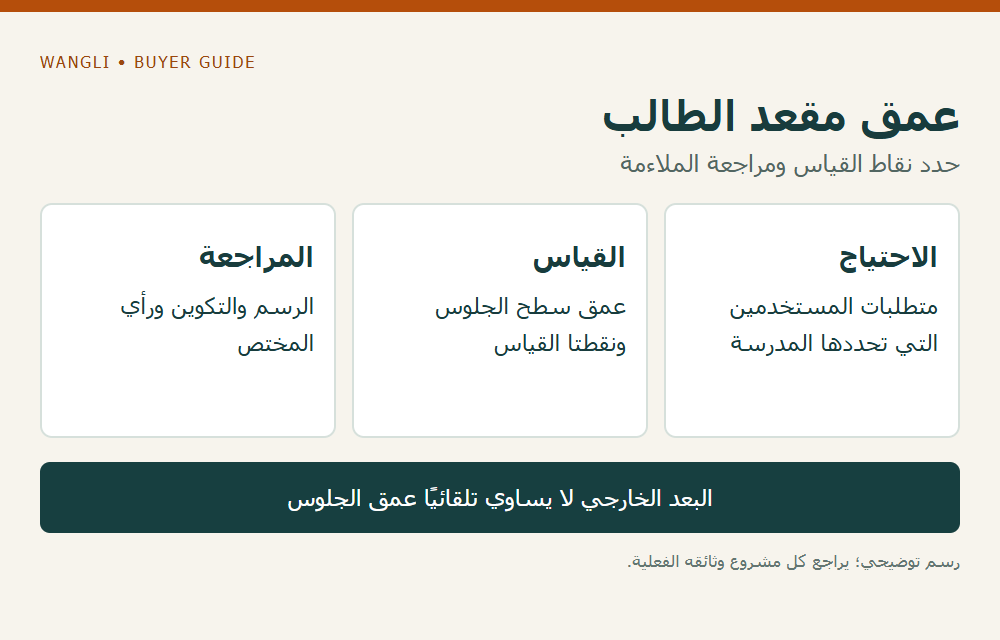 WANGLI • BUYER GUIDE
عمق مقعد الطالب
حدد نقاط القياس ومراجعة الملاءمة
الاحتياج
متطلبات المستخدمين
التي تحددها المدرسة
القياس
عمق سطح الجلوس
ونقطتا القياس
المراجعة
الرسم والتكوين ورأي
المختص
البعد الخارجي لا يساوي تلقائيًا عمق الجلوس
رسم توضيحي؛ يراجع كل مشروع وثائقه الفعلية.